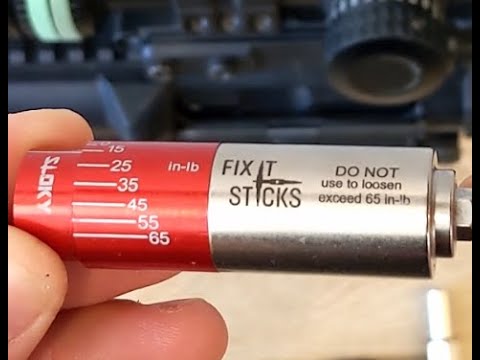 SLOKY
15
25
35
45
55
65
in-lb
FIX IT
STICKS
DO NOT
use to loosen
exceed 65 in-lb